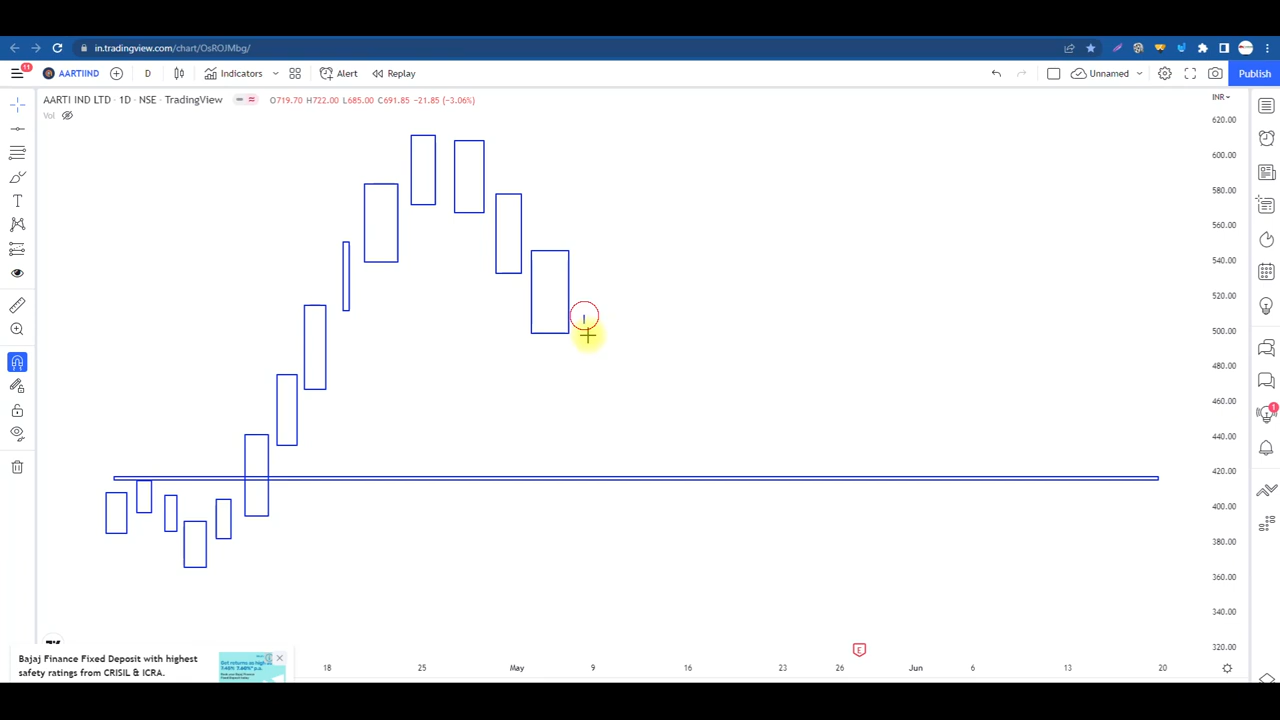 in.tradingview.com/chart/OsROJMbg/
11
AARTIIND D Indicators Alert Replay Unnamed Publish
AARTI IND LTD · 1D · NSE · TradingView O719.70 H722.00 L685.00 C691.85 −21.85 (−3.06%) INR
Vol
620.00
600.00
580.00
560.00
540.00
520.00
500.00
480.00
460.00
440.00
420.00
400.00
380.00
360.00
340.00
320.00
1
E
Bajaj Finance Fixed Deposit with highest
safety ratings from CRISIL & ICRA.
18 25 May 9 16 23 26 Jun 13 20